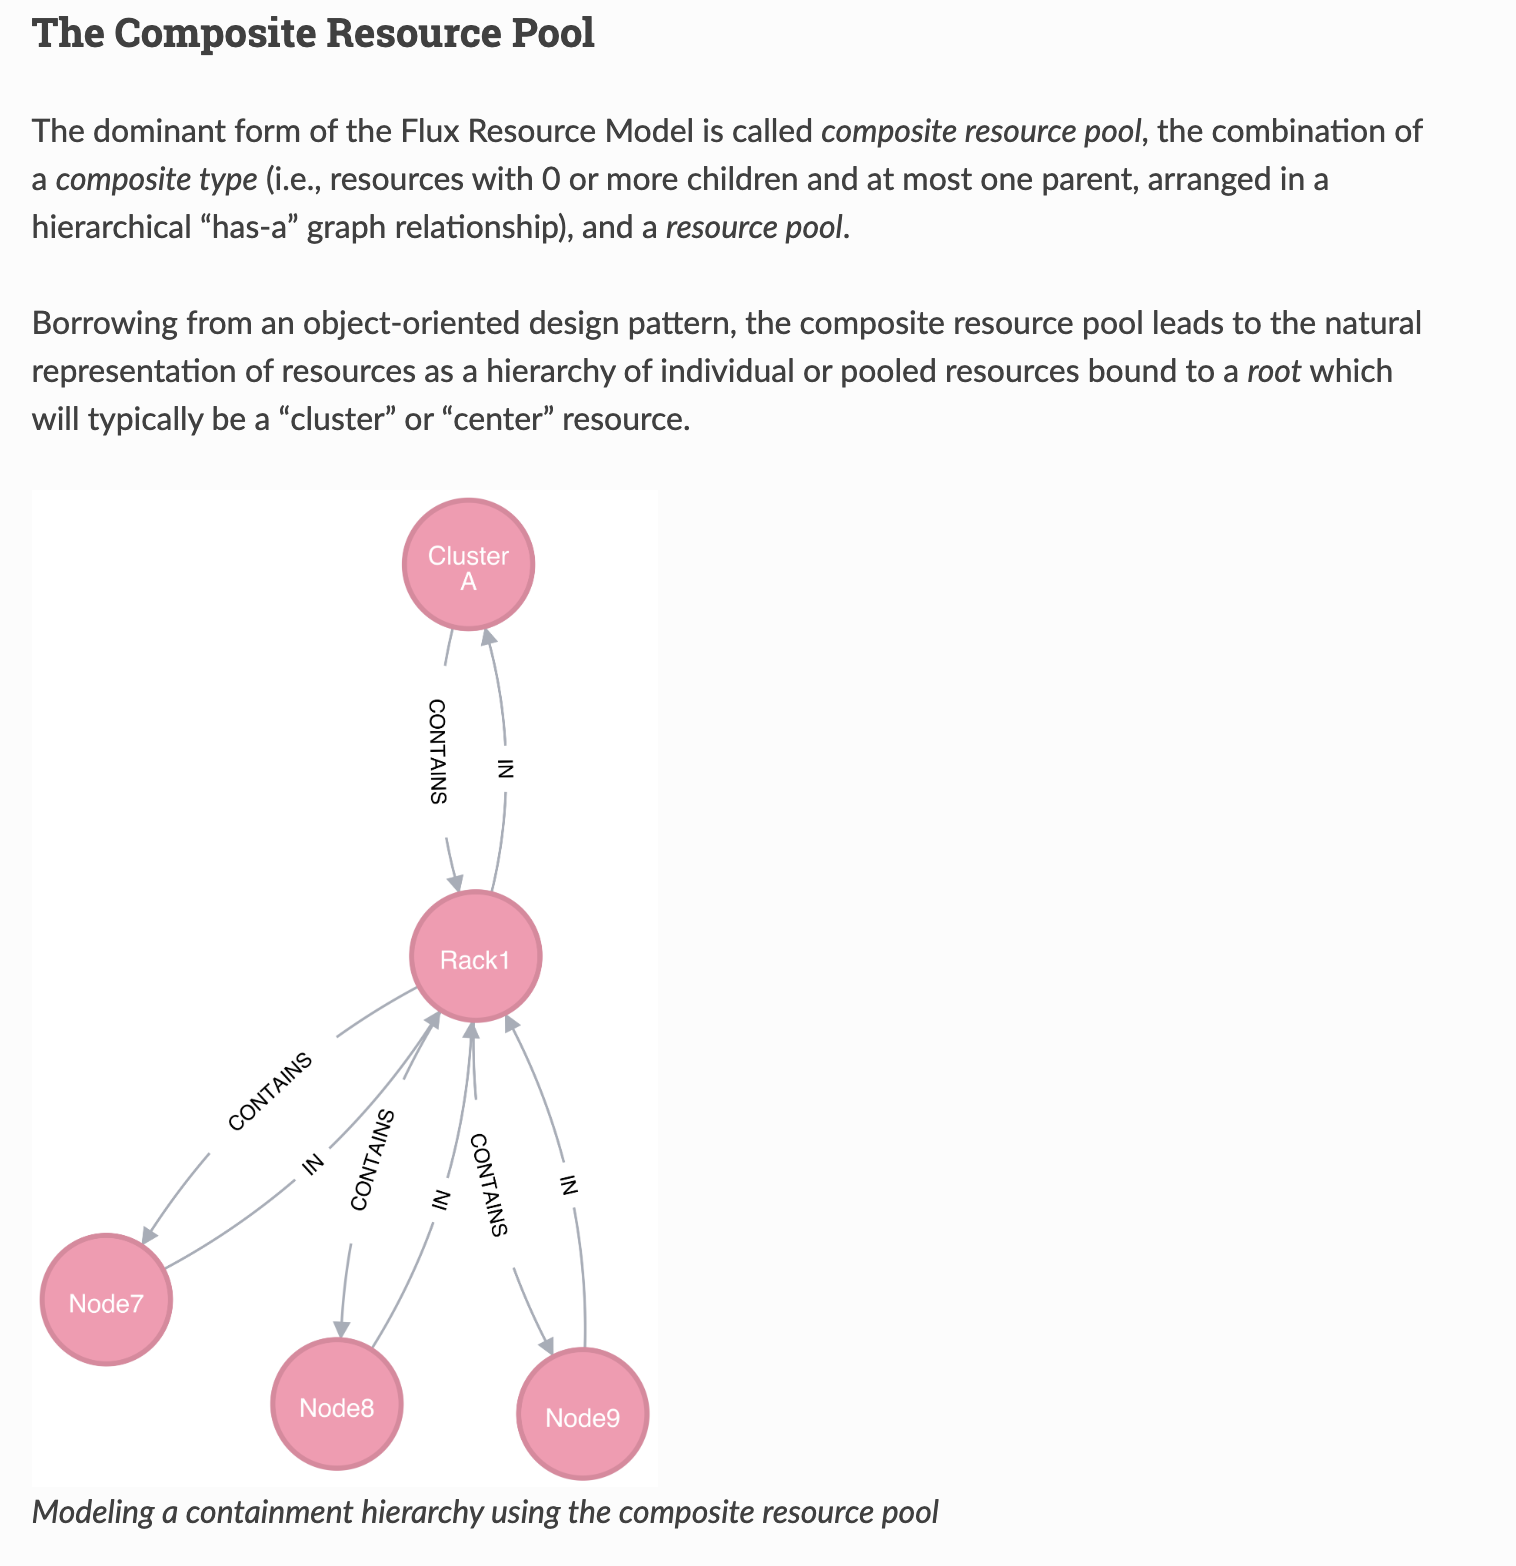 The Composite Resource Pool
The dominant form of the Flux Resource Model is called composite resource pool, the combination of
a composite type (i.e., resources with 0 or more children and at most one parent, arranged in a
hierarchical “has-a” graph relationship), and a resource pool.
Borrowing from an object-oriented design pattern, the composite resource pool leads to the natural
representation of resources as a hierarchy of individual or pooled resources bound to a root which
will typically be a “cluster” or “center” resource.
Cluster
A
CONTAINS
IN
Rack1
CONTAINS
IN
CONTAINS
IN
CONTAINS
IN
Node7
Node8
Node9
Modeling a containment hierarchy using the composite resource pool